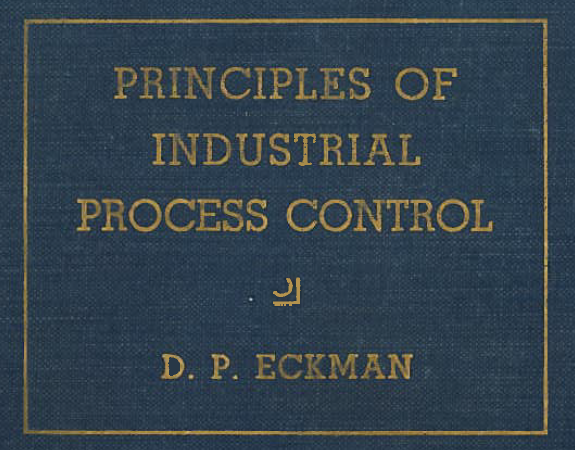 PRINCIPLES OF
INDUSTRIAL
PROCESS CONTROL
D. P. ECKMAN